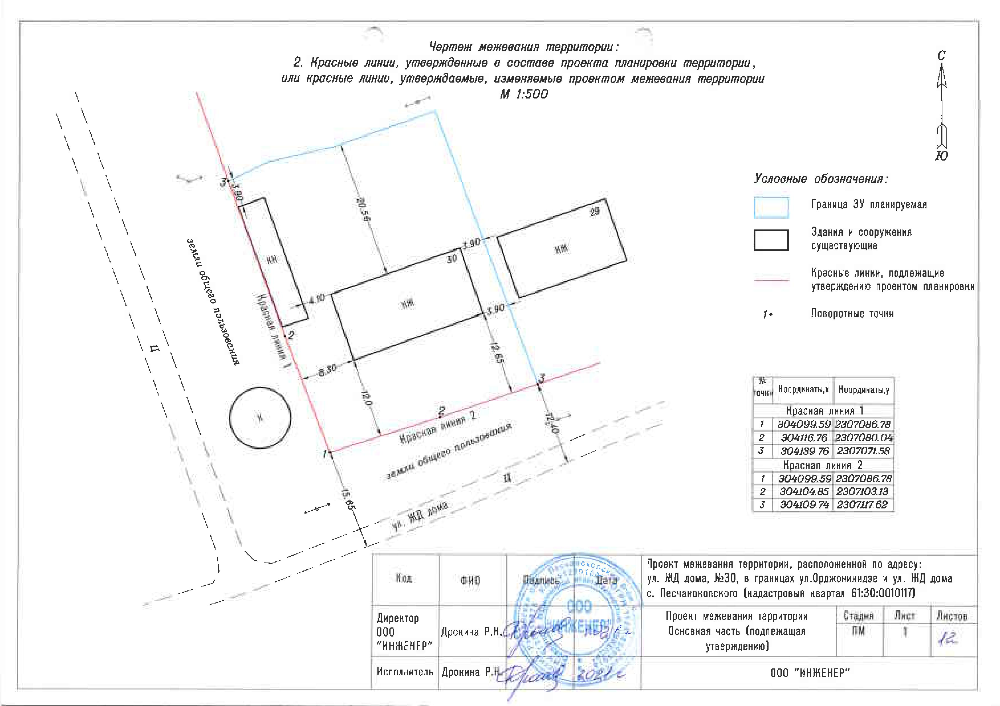 Чертеж межевания территории:
2. Красные линии, утвержденные в составе проекта планировки территории,
или красные линии, утверждаемые, изменяемые проектом межевания территории
М 1:500
С
Ю
Условные обозначения:
Граница ЗУ планируемая
Здания и сооружения
существующие
Красные линии, подлежащие
утверждению проектом планировки
1
Поворотные точки
3
3.90
20.56
29
КЖ
3.90
30
КЖ
КН
4.10
3.90
земли общего пользования
Красная линия 1
2
Ц
8.30
12.65
12.0
3
К
2
Красная линия 2
12.40
1
земли общего пользования
Ц
15.65
ул. ЖД дома
№
точки
Координаты,х
Координаты,у
Красная линия 1
1 304099.59 2307086.78
2 304116.76 2307080.04
3 304139.76 2307071.58
Красная линия 2
1 304099.59 2307086.78
2 304104.85 2307103.13
3 304109.74 2307117.62
Код ФИО Подпись Дата
Проект межевания территории, расположенной по адресу:
ул. ЖД дома, №30, в границах ул.Орджоникидзе и ул. ЖД дома
с. Песчанокопского (кадастровый квартал 61:30:0010117)
Директор
ООО
"ИНЖЕНЕР"
Дронина Р.Н.
ООО
"ИНЖЕНЕР"
Проект межевания территории
Основная часть (подлежащая
утверждению)
Стадия Лист Листов
ПМ 1 12
Исполнитель Дронина Р.Н. 2021г
ООО "ИНЖЕНЕР"